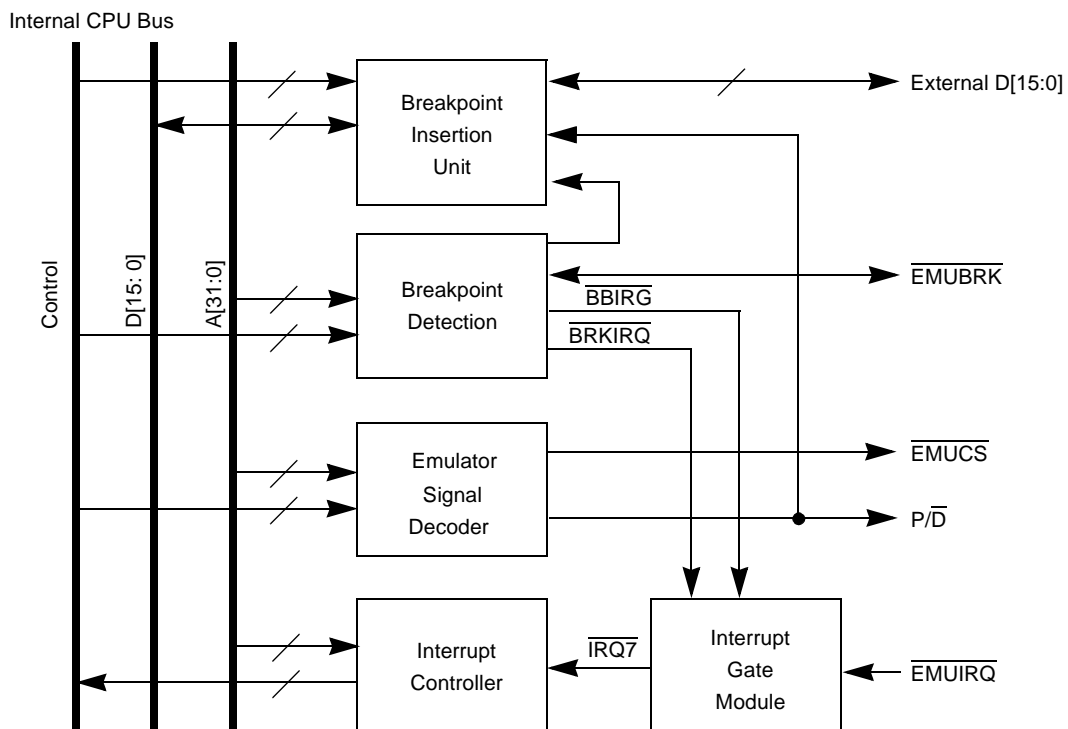 Internal CPU Bus
Control
D[15: 0]
A[31:0]
Breakpoint
Insertion
Unit
External D[15:0]
Breakpoint
Detection
EMUBRK
BBIRG
BRKIRQ
Emulator
Signal
Decoder
EMUCS
P/D
Interrupt
Controller
IRQ7
Interrupt
Gate
Module
EMUIRQ